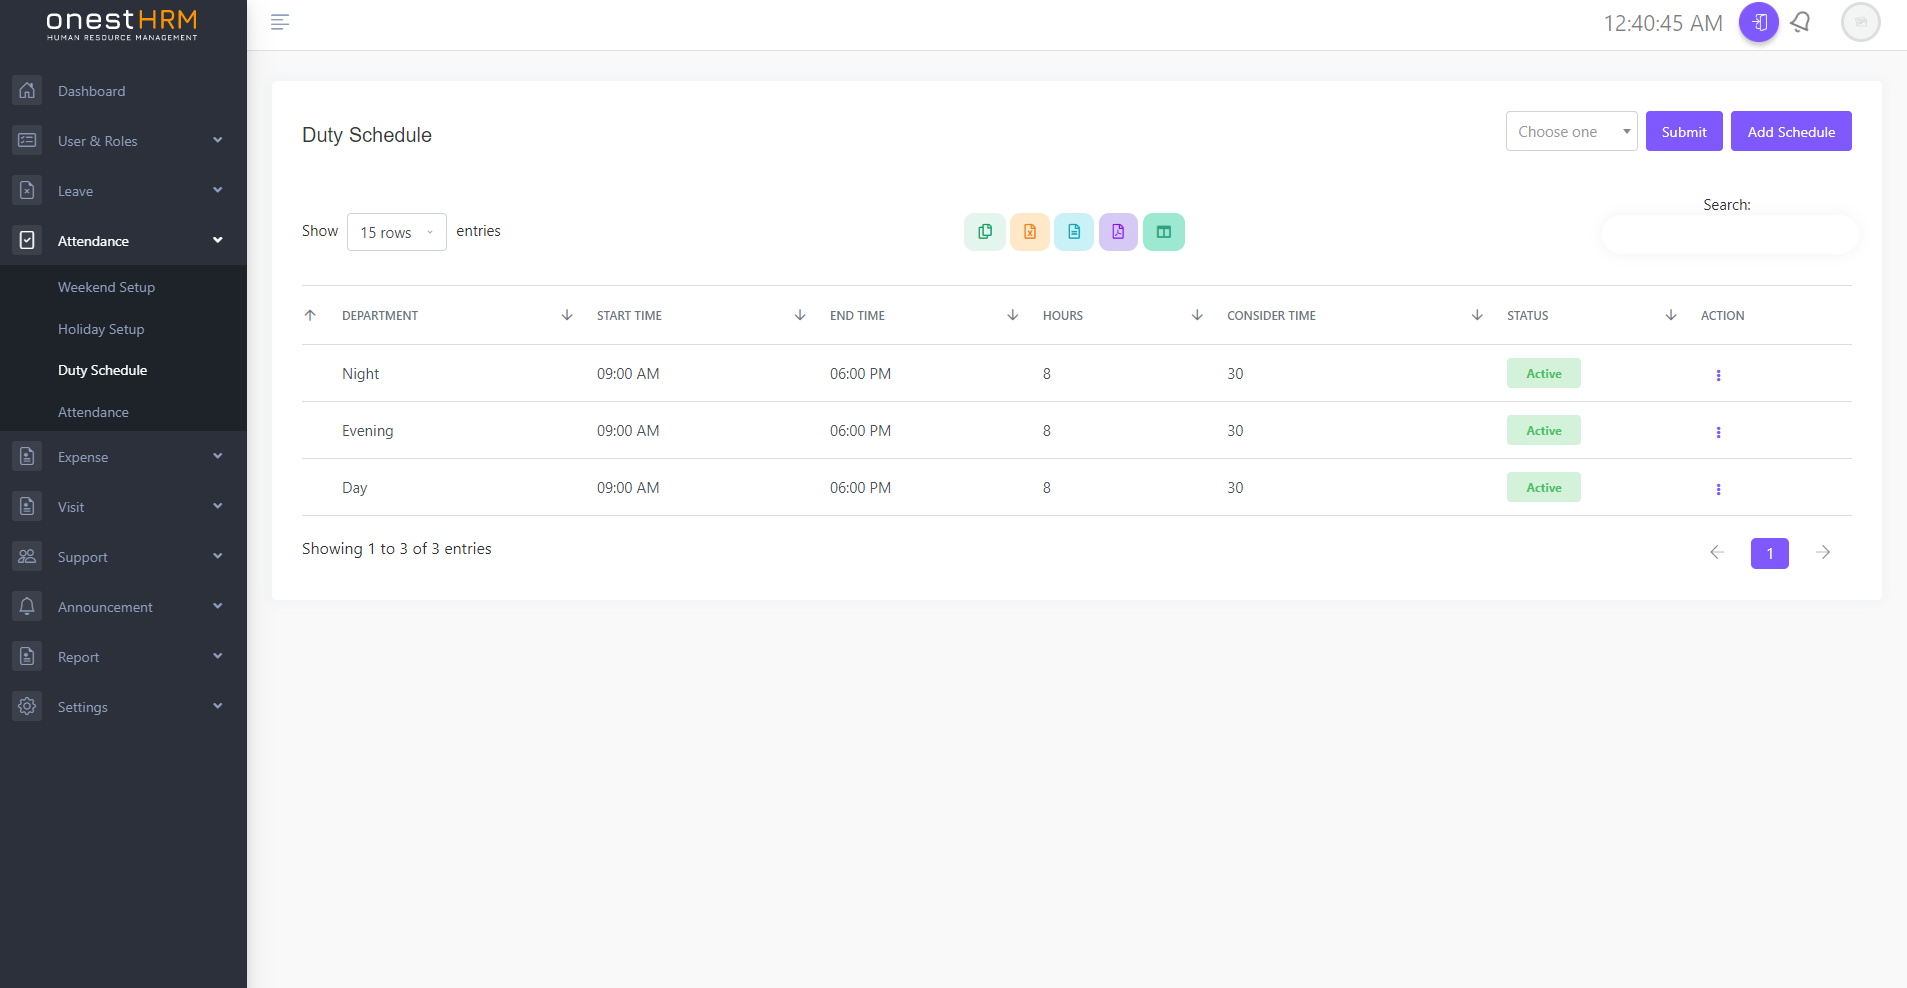 onestHRM
HUMAN RESOURCE MANAGEMENT
12:40:45 AM
Dashboard
User & Roles
Leave
Attendance
Weekend Setup
Holiday Setup
Duty Schedule
Attendance
Expense
Visit
Support
Announcement
Report
Settings
Duty Schedule
Choose one
Submit
Add Schedule
Show 15 rows entries
Search:
DEPARTMENT START TIME END TIME HOURS CONSIDER TIME STATUS ACTION
Night 09:00 AM 06:00 PM 8 30 Active
Evening 09:00 AM 06:00 PM 8 30 Active
Day 09:00 AM 06:00 PM 8 30 Active
Showing 1 to 3 of 3 entries
1